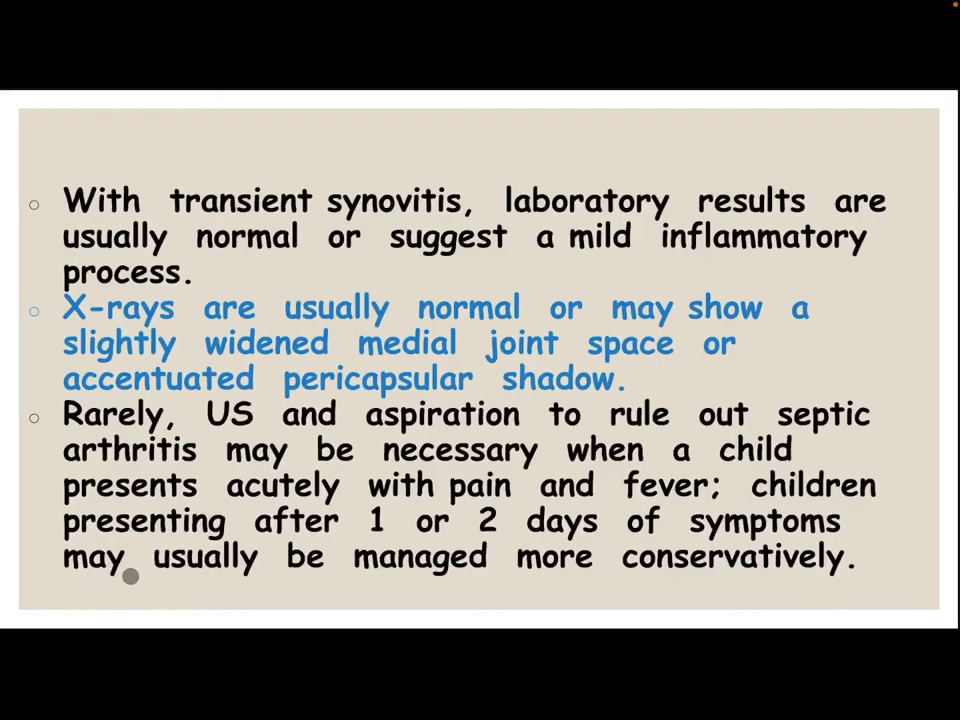 With transient synovitis, laboratory results are
usually normal or suggest a mild inflammatory
process.
X-rays are usually normal or may show a
slightly widened medial joint space or
accentuated pericapsular shadow.
Rarely, US and aspiration to rule out septic
arthritis may be necessary when a child
presents acutely with pain and fever; children
presenting after 1 or 2 days of symptoms
may usually be managed more conservatively.